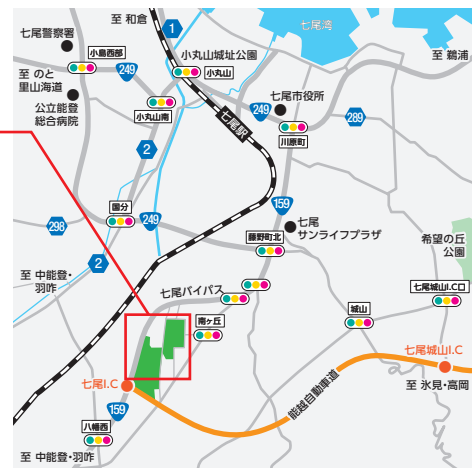 至 和倉
七尾湾
至 鵜浦
七尾警察署
小島西部
1
小丸山城址公園
小丸山
249
至 のと
里山海道
公立能登
総合病院
小丸山南
七尾駅
249
七尾市役所
川原町
289
2
国分
249
298
2
159
七尾
サンライフプラザ
藤野町北
希望の丘
公園
至 中能登・
羽咋
七尾バイパス
南ヶ丘
城山
七尾城山I.C口
七尾I.C
七尾城山I.C
能越自動車道
至 氷見・高岡
159
八幡西
至 中能登・羽咋